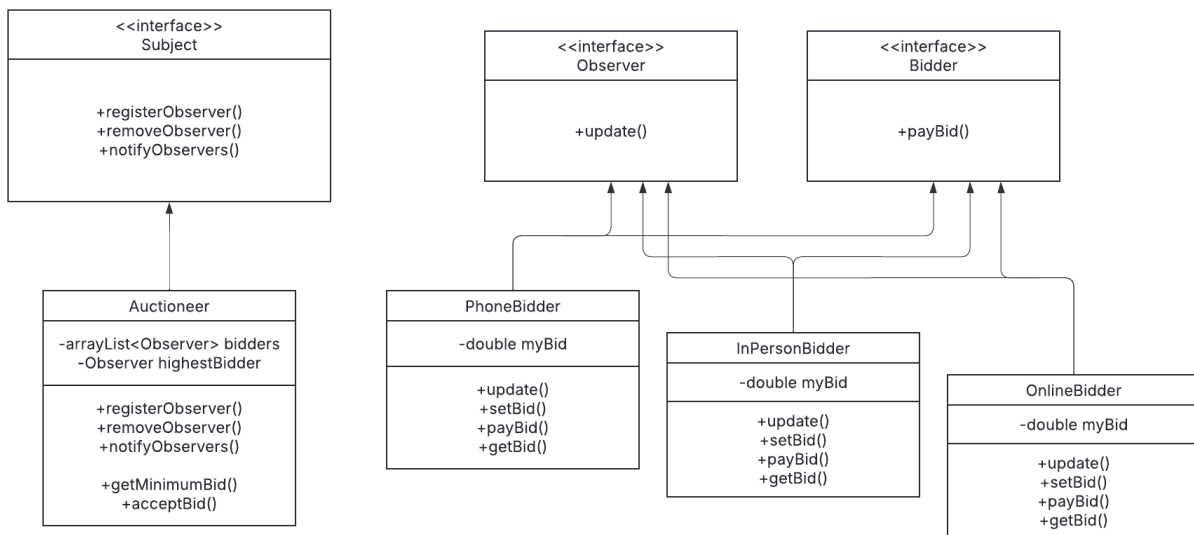 <<interface>>
Subject
+registerObserver()
+removeObserver()
+notifyObservers()
<<interface>>
Observer
+update()
<<interface>>
Bidder
+payBid()
Auctioneer
-arrayList<Observer> bidders
-Observer highestBidder
+registerObserver()
+removeObserver()
+notifyObservers()
+getMinimumBid()
+acceptBid()
PhoneBidder
-double myBid
+update()
+setBid()
+payBid()
+getBid()
InPersonBidder
-double myBid
+update()
+setBid()
+payBid()
+getBid()
OnlineBidder
-double myBid
+update()
+setBid()
+payBid()
+getBid()